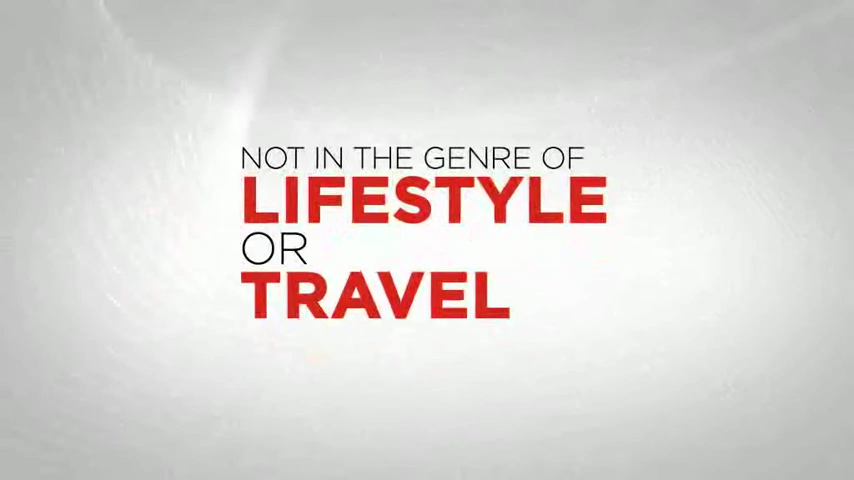 NOT IN THE GENRE OF
LIFESTYLE
OR
TRAVEL